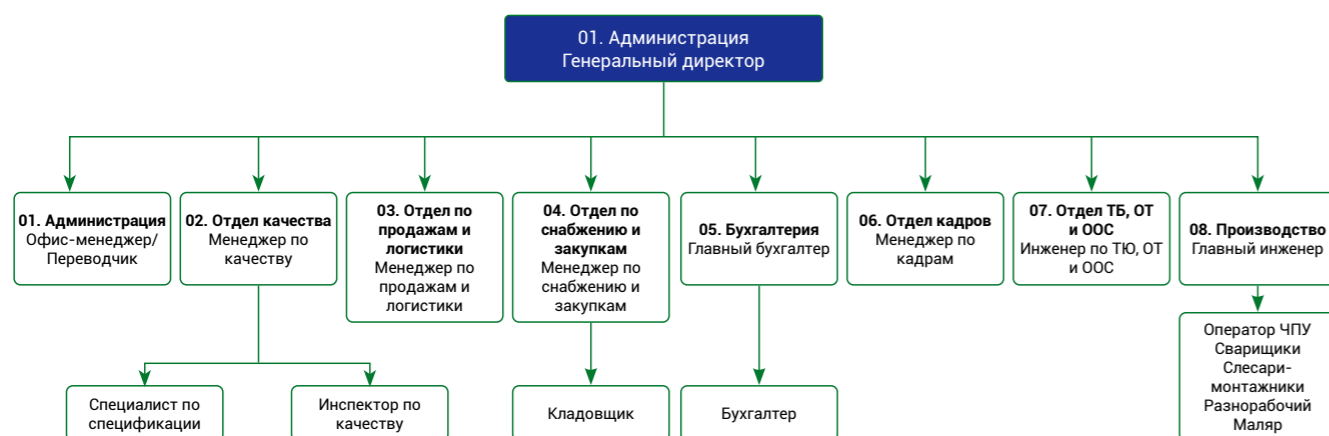 01. Администрация
Генеральный директор
01. Администрация
Офис-менеджер/
Переводчик
02. Отдел качества
Менеджер по
качеству
03. Отдел по
продажам и
логистики
Менеджер по
продажам и
логистики
04. Отдел по
снабжению и
закупкам
Менеджер по
снабжению и
закупкам
05. Бухгалтерия
Главный бухгалтер
06. Отдел кадров
Менеджер по
кадрам
07. Отдел ТБ, ОТ
и ООС
Инженер по ТЮ, ОТ
и ООС
08. Производство
Главный инженер
Специалист по
спецификации
Инспектор по
качеству
Кладовщик
Бухгалтер
Оператор ЧПУ
Сварищики
Слесари-
монтажники
Разнорабочий
Маляр